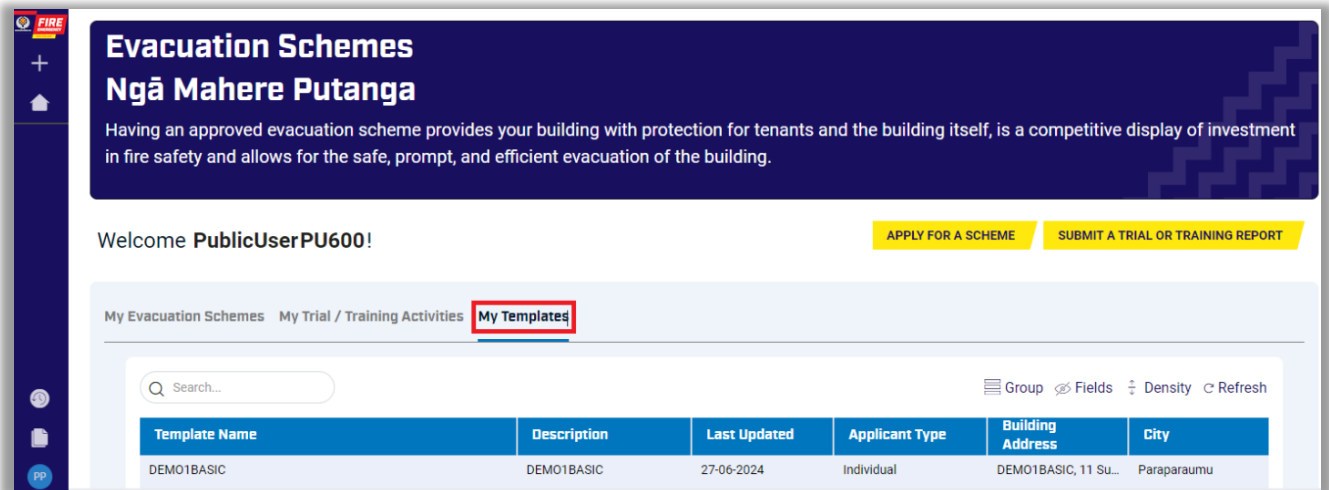 FIRE
EMERGENCY
Evacuation Schemes
Ngā Mahere Putanga
Having an approved evacuation scheme provides your building with protection for tenants and the building itself, is a competitive display of investment
in fire safety and allows for the safe, prompt, and efficient evacuation of the building.
Welcome PublicUserPU600!
APPLY FOR A SCHEME
SUBMIT A TRIAL OR TRAINING REPORT
My Evacuation Schemes My Trial / Training Activities My Templates
Search...
Group Fields Density Refresh
Template Name Description Last Updated Applicant Type Building Address City
DEMO1BASIC DEMO1BASIC 27-06-2024 Individual DEMO1BASIC, 11 Su... Paraparaumu
PP